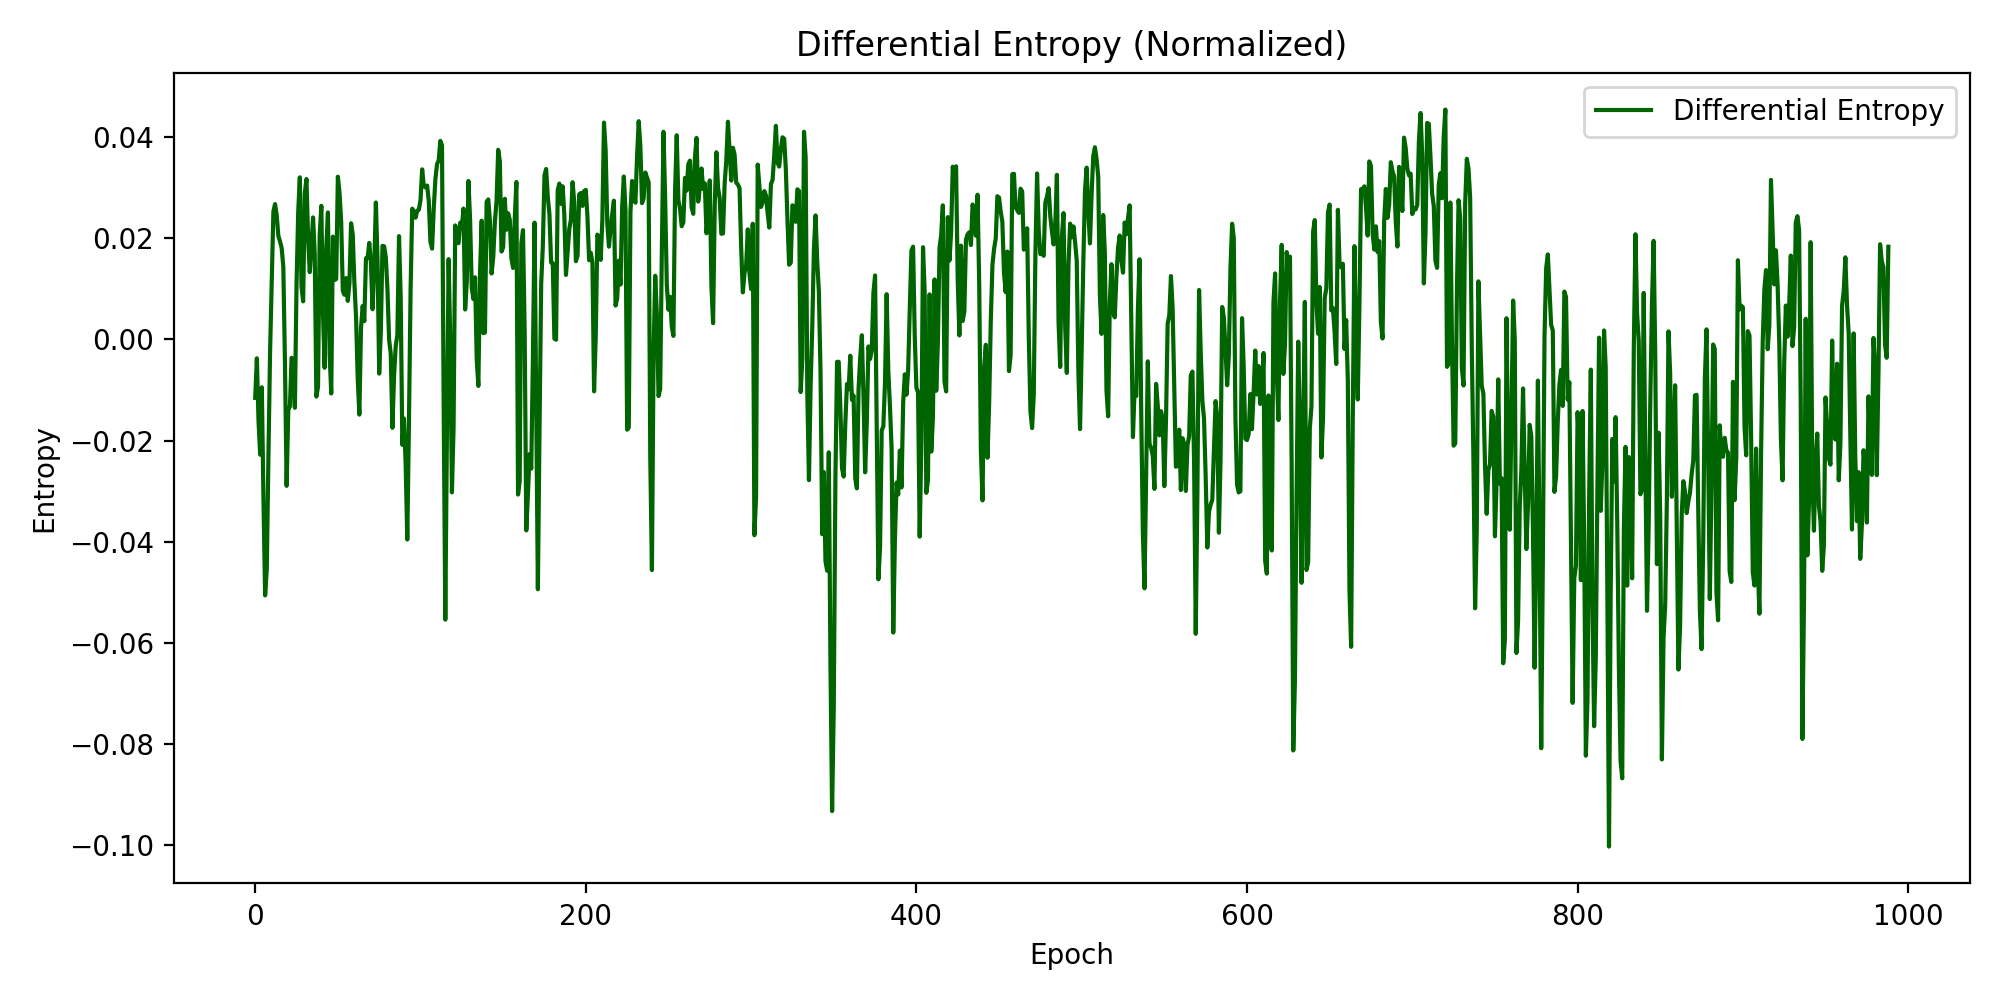 Differential Entropy (Normalized)
Differential Entropy
Entropy
0.04
0.02
0.00
−0.02
−0.04
−0.06
−0.08
−0.10
0 200 400 600 800 1000
Epoch